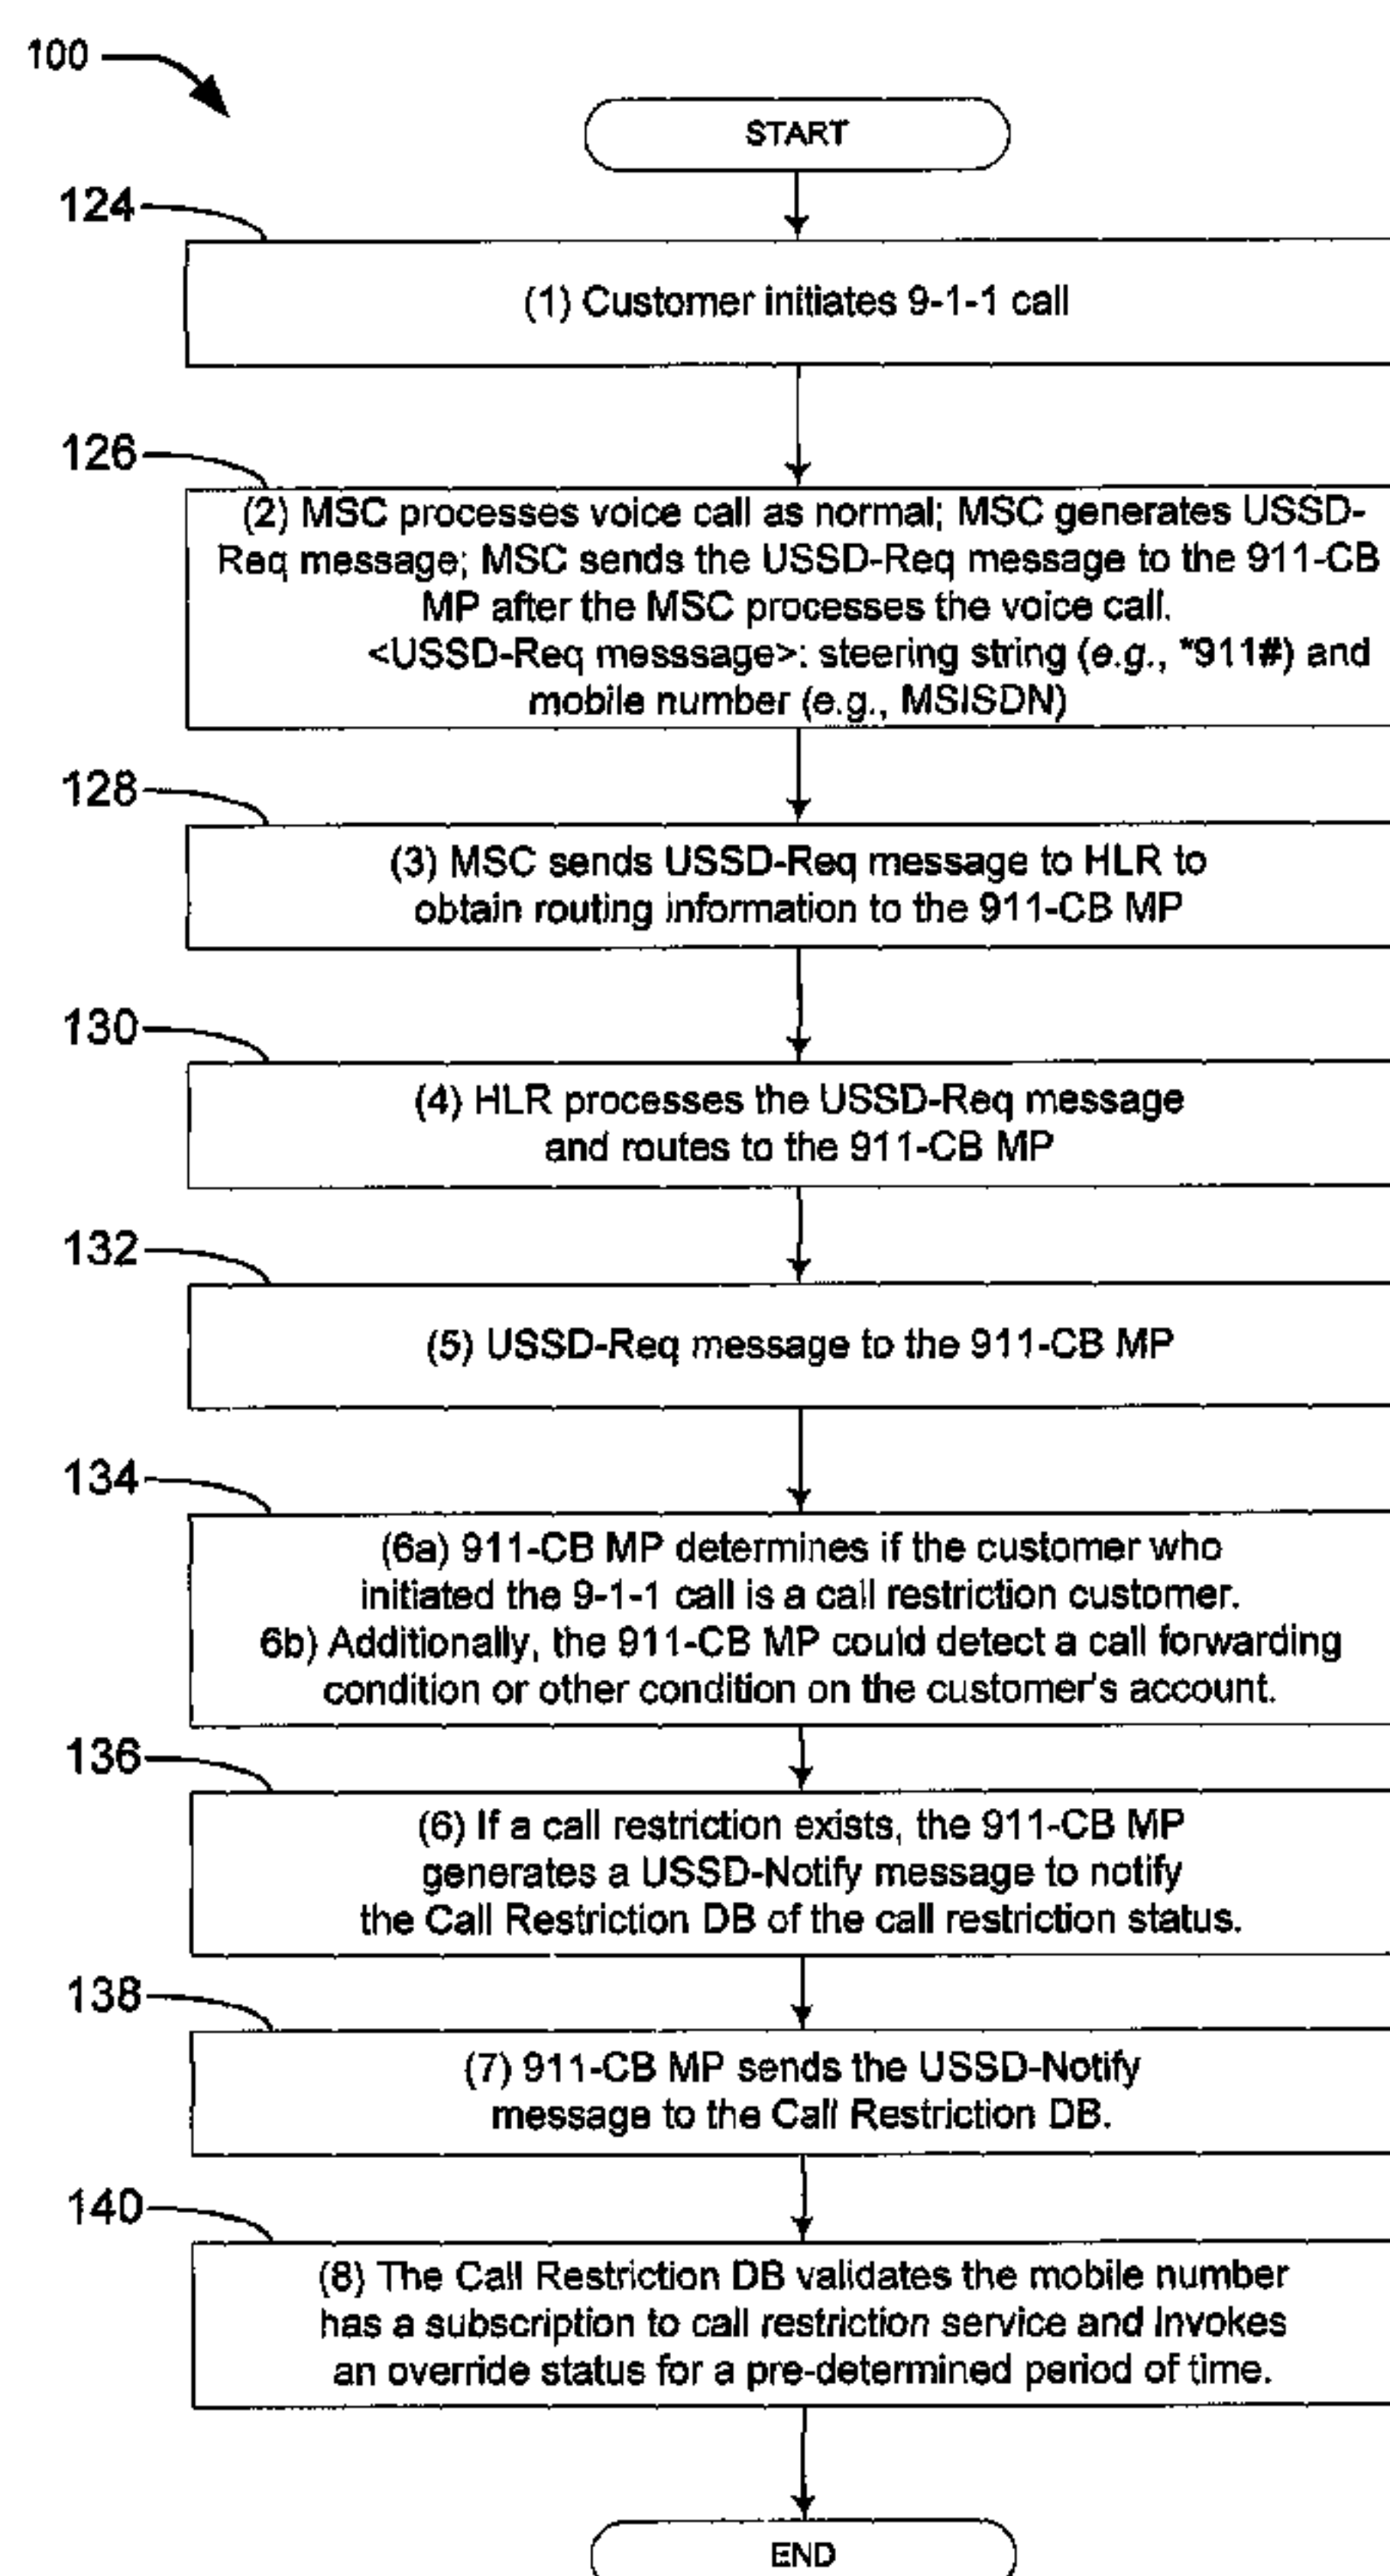 100
START
124
(1) Customer initiates 9-1-1 call
126
(2) MSC processes voice call as normal; MSC generates USSD-
Req message; MSC sends the USSD-Req message to the 911-CB
MP after the MSC processes the voice call.
<USSD-Req messsage>: steering string (e.g., *911#) and
mobile number (e.g., MSISDN)
128
(3) MSC sends USSD-Req message to HLR to
obtain routing information to the 911-CB MP
130
(4) HLR processes the USSD-Req message
and routes to the 911-CB MP
132
(5) USSD-Req message to the 911-CB MP
134
(6a) 911-CB MP determines if the customer who
initiated the 9-1-1 call is a call restriction customer.
6b) Additionally, the 911-CB MP could detect a call forwarding
condition or other condition on the customer's account.
136
(6) If a call restriction exists, the 911-CB MP
generates a USSD-Notify message to notify
the Call Restriction DB of the call restriction status.
138
(7) 911-CB MP sends the USSD-Notify
message to the Call Restriction DB.
140
(8) The Call Restriction DB validates the mobile number
has a subscription to call restriction service and invokes
an override status for a pre-determined period of time.
END